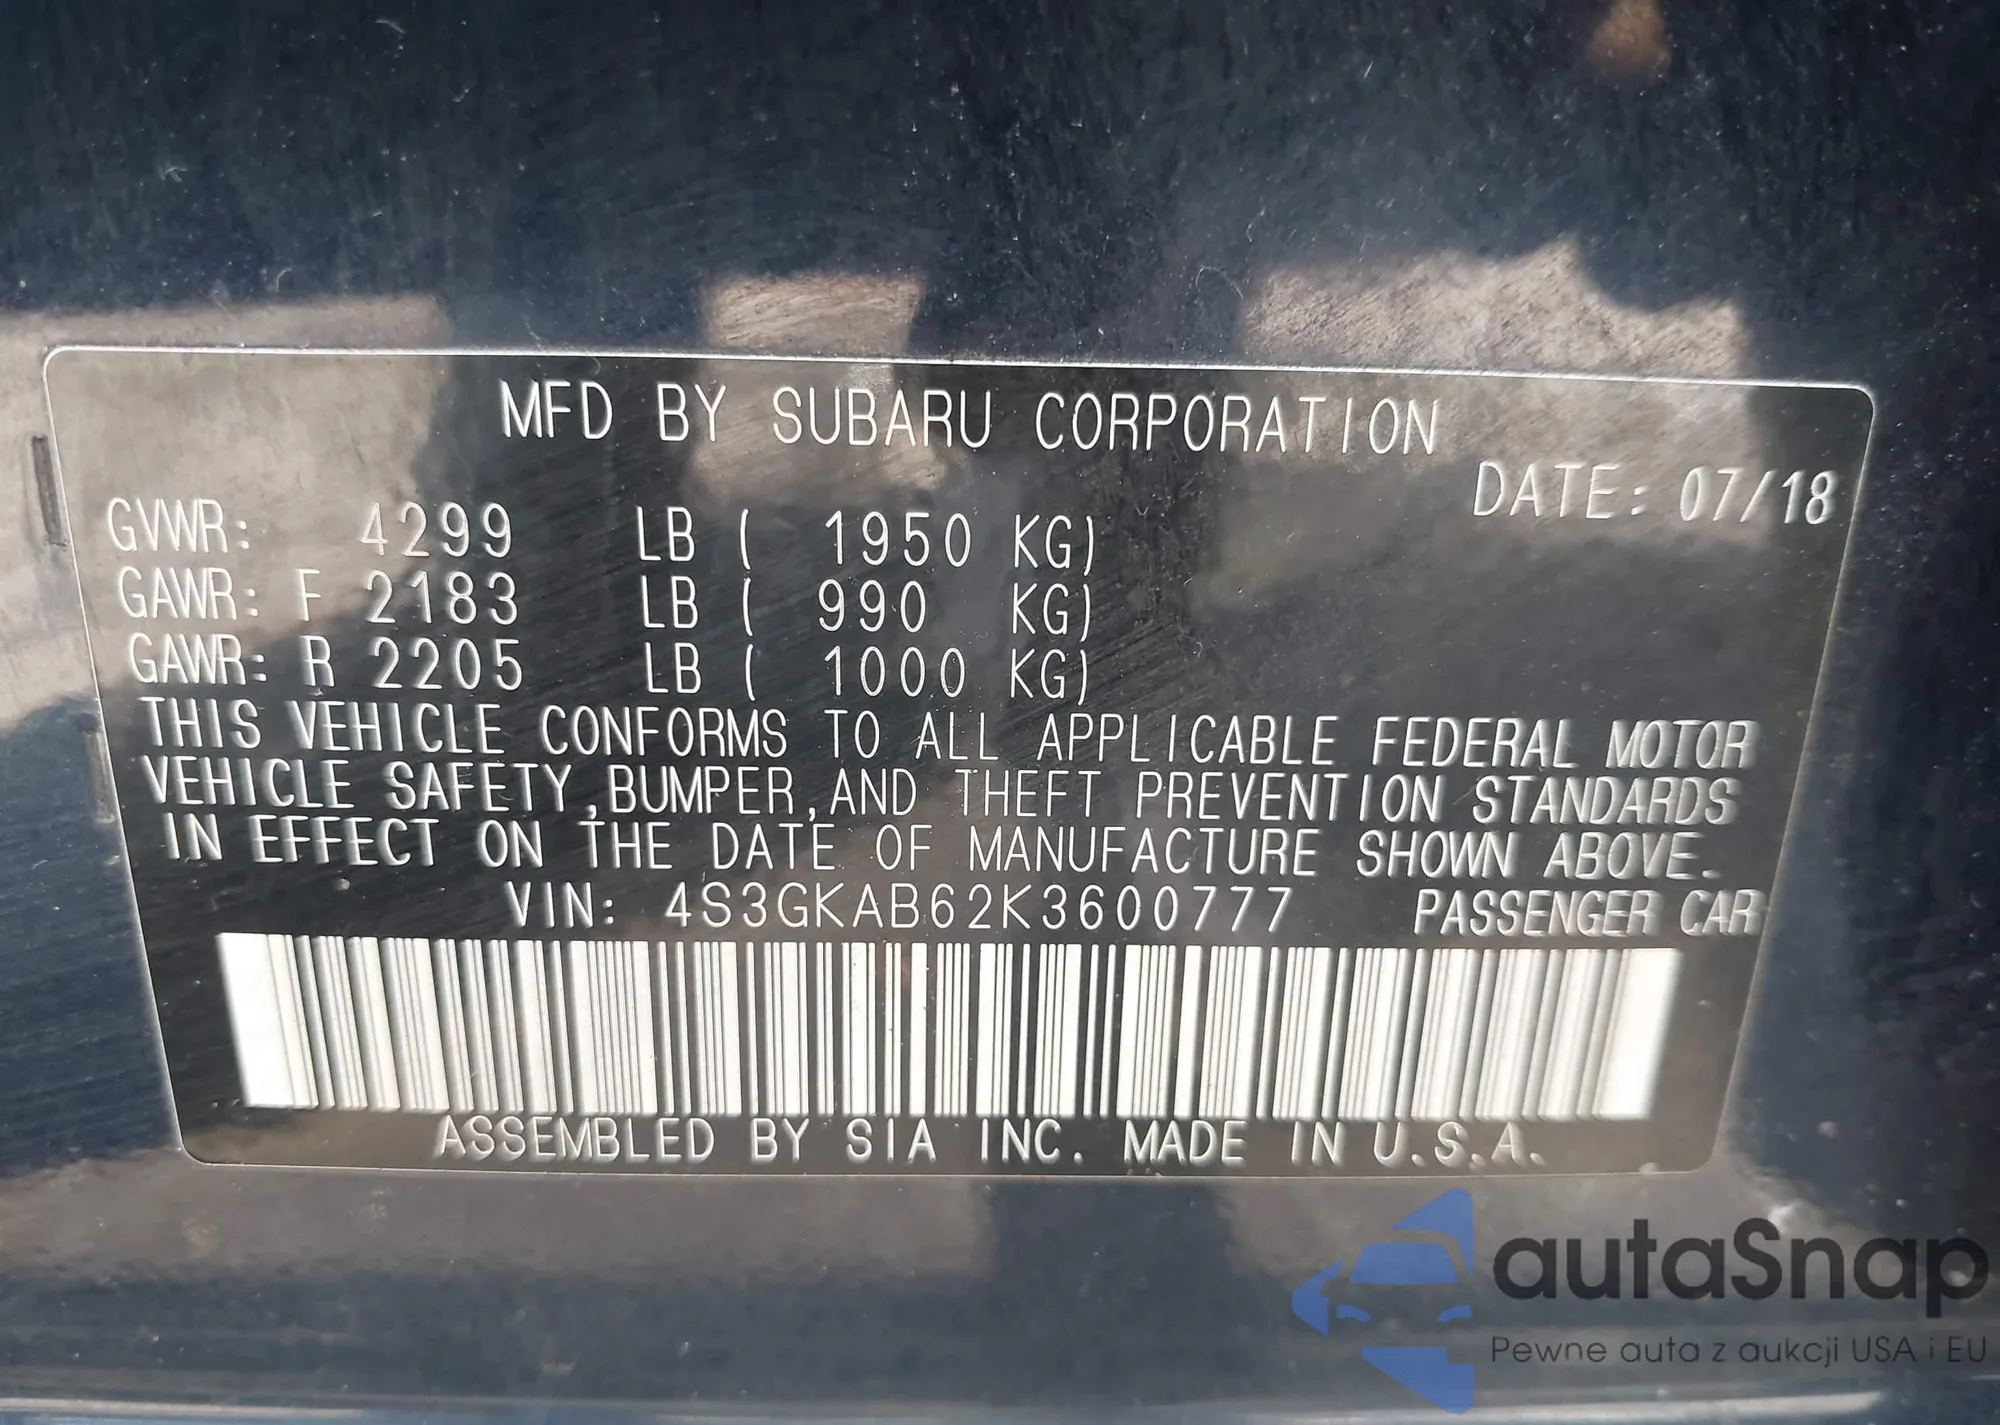 MFD BY SUBARU CORPORATION
DATE: 07/18
GVWR: 4299 LB ( 1950 KG)
GAWR: F 2183 LB ( 990 KG)
GAWR: R 2205 LB ( 1000 KG)
THIS VEHICLE CONFORMS TO ALL APPLICABLE FEDERAL MOTOR
VEHICLE SAFETY,BUMPER,AND THEFT PREVENTION STANDARDS
IN EFFECT ON THE DATE OF MANUFACTURE SHOWN ABOVE.
VIN: 4S3GKAB62K3600777 PASSENGER CAR
ASSEMBLED BY SIA INC. MADE IN U.S.A.
autaSnap
Pewne auta z aukcji USA i EU